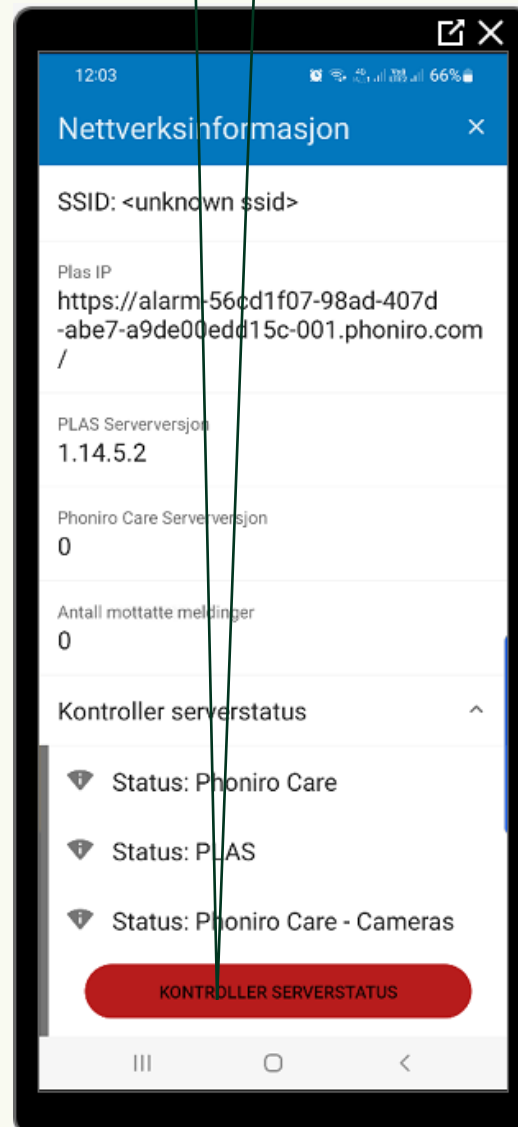 12:03
66%
Nettverksinformasjon
SSID: <unknown ssid>
Plas IP
https://alarm-56cd1f07-98ad-407d
-abe7-a9de00edd15c-001.phoniro.com
/
PLAS Serverversjon
1.14.5.2
Phoniro Care Serverversjon
0
Antall mottatte meldinger
0
Kontroller serverstatus
Status: Phoniro Care
Status: PLAS
Status: Phoniro Care - Cameras
KONTROLLER SERVERSTATUS